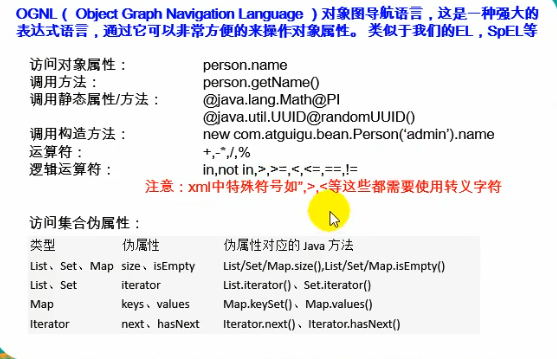 OGNL（ Object Graph Navigation Language ）对象图导航语言，这是一种强大的
表达式语言，通过它可以非常方便的来操作对象属性。 类似于我们的EL，SpEL等
访问对象属性： person.name
调用方法： person.getName()
调用静态属性/方法： @java.lang.Math@PI
@java.util.UUID@randomUUID()
调用构造方法： new com.atguigu.bean.Person(‘admin’).name
运算符： +,-*,/,%
逻辑运算符： in,not in,>,>=,<,<=,==,!=
注意：xml中特殊符号如”,>,<等这些都需要使用转义字符
访问集合伪属性：
类型 伪属性 伪属性对应的 Java 方法
List、Set、Map size、isEmpty List/Set/Map.size(),List/Set/Map.isEmpty()
List、Set iterator List.iterator()、Set.iterator()
Map keys、values Map.keySet()、Map.values()
Iterator next、hasNext Iterator.next()、Iterator.hasNext()